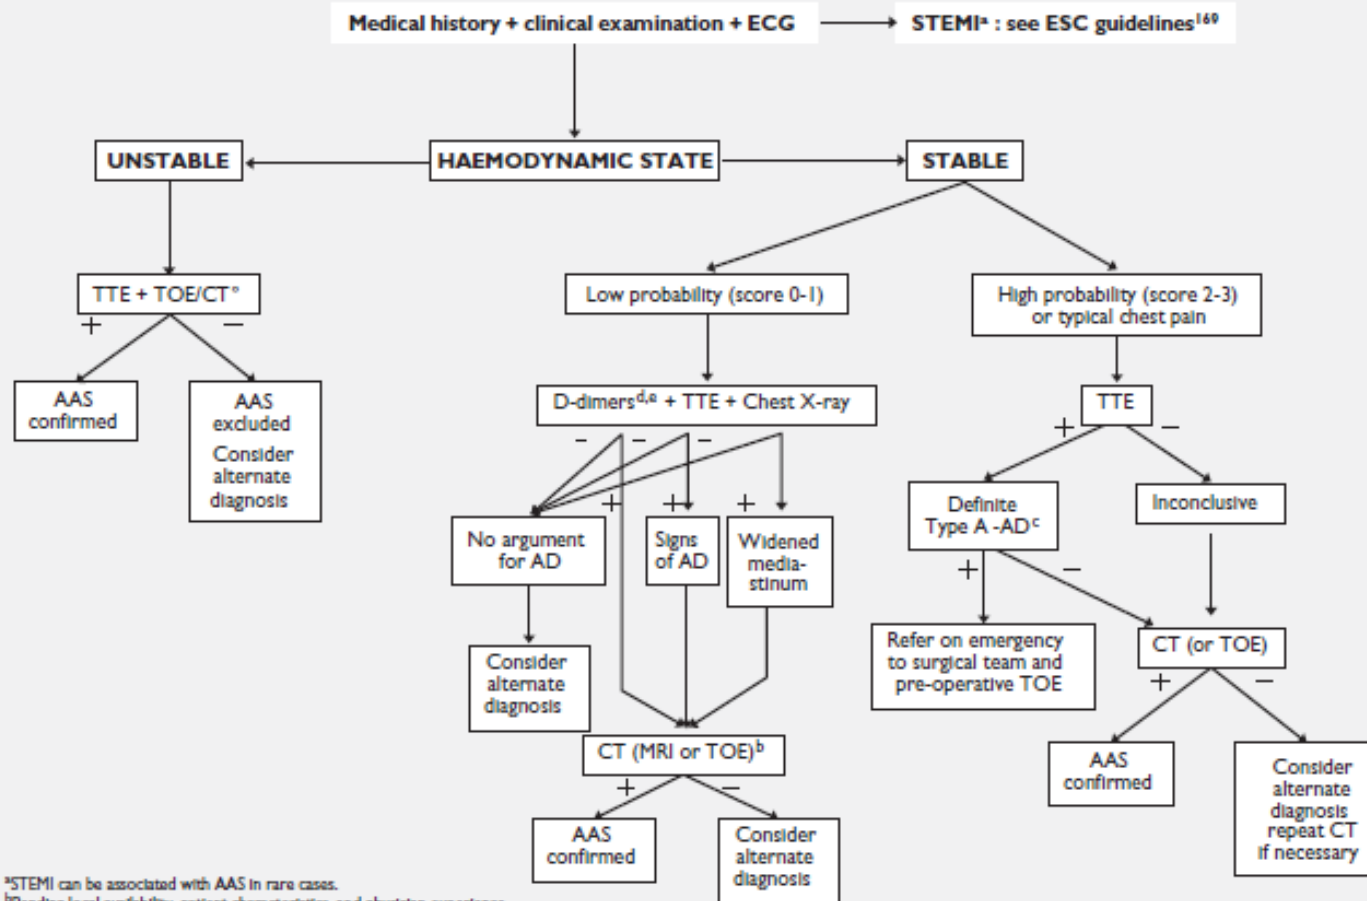 Medical history + clinical examination + ECG
STEMIᵃ : see ESC guidelines¹⁶⁹
UNSTABLE
HAEMODYNAMIC STATE
STABLE
TTE + TOE/CT°
+
–
AAS
confirmed
AAS
excluded
Consider
alternate
diagnosis
Low probability (score 0-1)
High probability (score 2-3)
or typical chest pain
D-dimersᵈ,ᵉ + TTE + Chest X-ray
TTE
- - -
+ + +
+
–
No argument
for AD
Signs
of AD
Widened
media-
stinum
Definite
Type A -ADᶜ
Inconclusive
+
–
Consider
alternate
diagnosis
Refer on emergency
to surgical team and
pre-operative TOE
CT (or TOE)
+
–
CT (MRI or TOE)ᵇ
+
–
AAS
confirmed
Consider
alternate
diagnosis
AAS
confirmed
Consider
alternate
diagnosis
repeat CT
if necessary
ᵃSTEMI can be associated with AAS in rare cases.